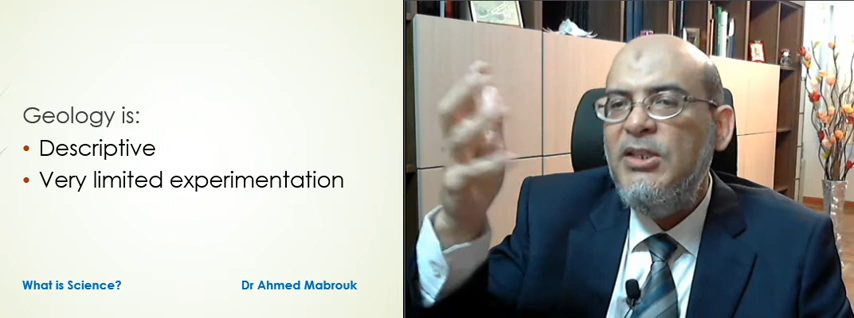 Geology is:
• Descriptive
• Very limited experimentation
What is Science? Dr Ahmed Mabrouk